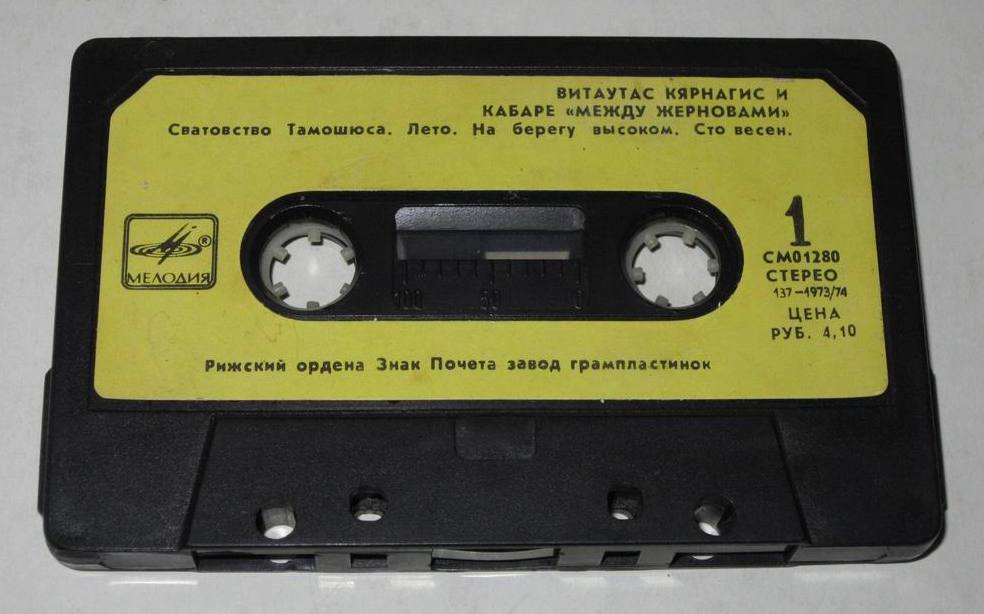 ВИТАУТАС КЯРНАГИС И
КАБАРЕ «МЕЖДУ ЖЕРНОВАМИ»
Сватовство Тамошюса. Лето. На берегу высоком. Сто весен.
®
МЕЛОДИЯ
1
СМ01280
СТЕРЕО
137—1973/74
ЦЕНА
РУБ. 4,10
100 50 0
Рижский ордена Знак Почета завод грампластинок